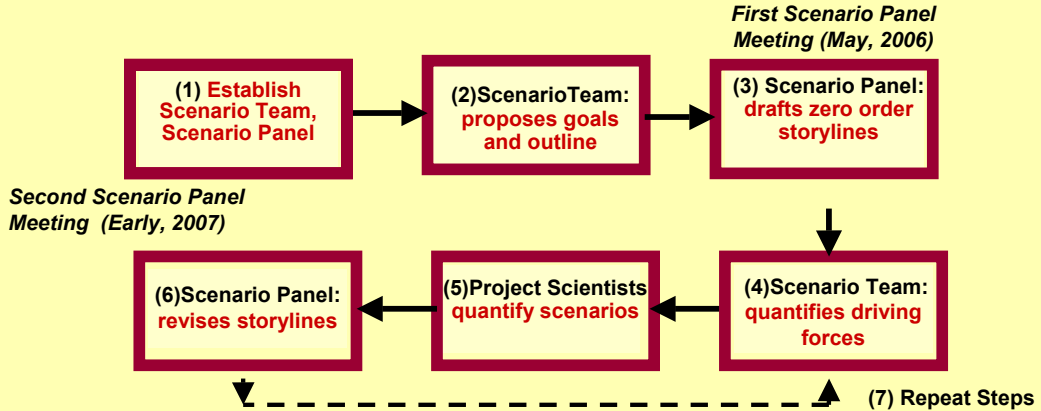 First Scenario Panel
Meeting (May, 2006)
(1) Establish
Scenario Team,
Scenario Panel
(2)ScenarioTeam:
proposes goals
and outline
(3) Scenario Panel:
drafts zero order
storylines
Second Scenario Panel
Meeting (Early, 2007)
(6)Scenario Panel:
revises storylines
(5)Project Scientists
quantify scenarios
(4)Scenario Team:
quantifies driving
forces
(7) Repeat Steps